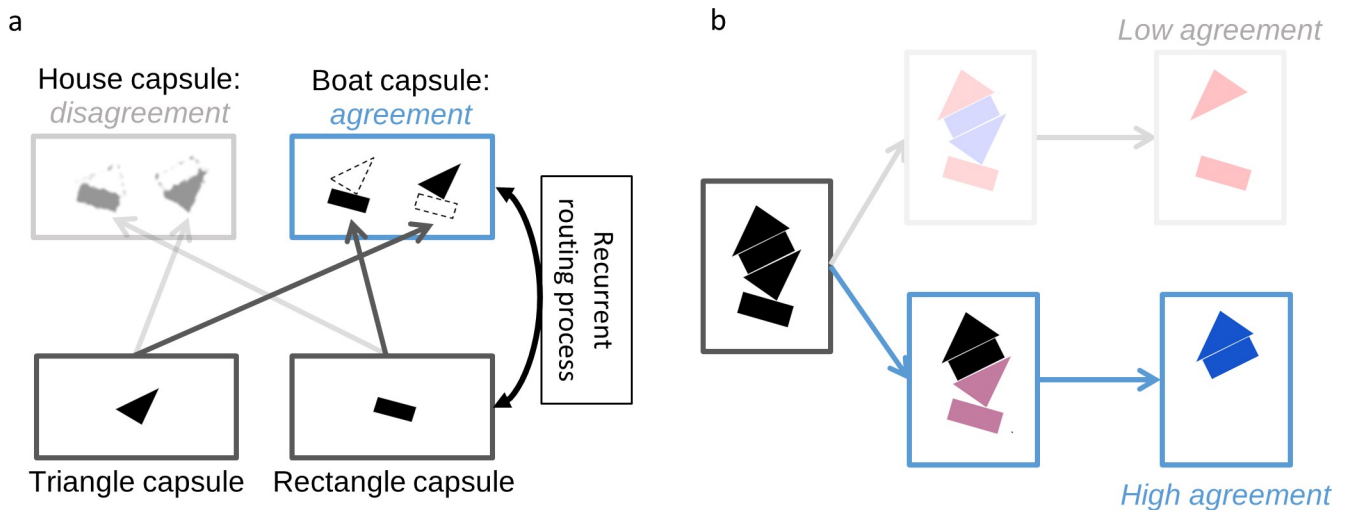 a
House capsule:
disagreement
Boat capsule:
agreement
Recurrent
routing process
Triangle capsule
Rectangle capsule
b
Low agreement
High agreement